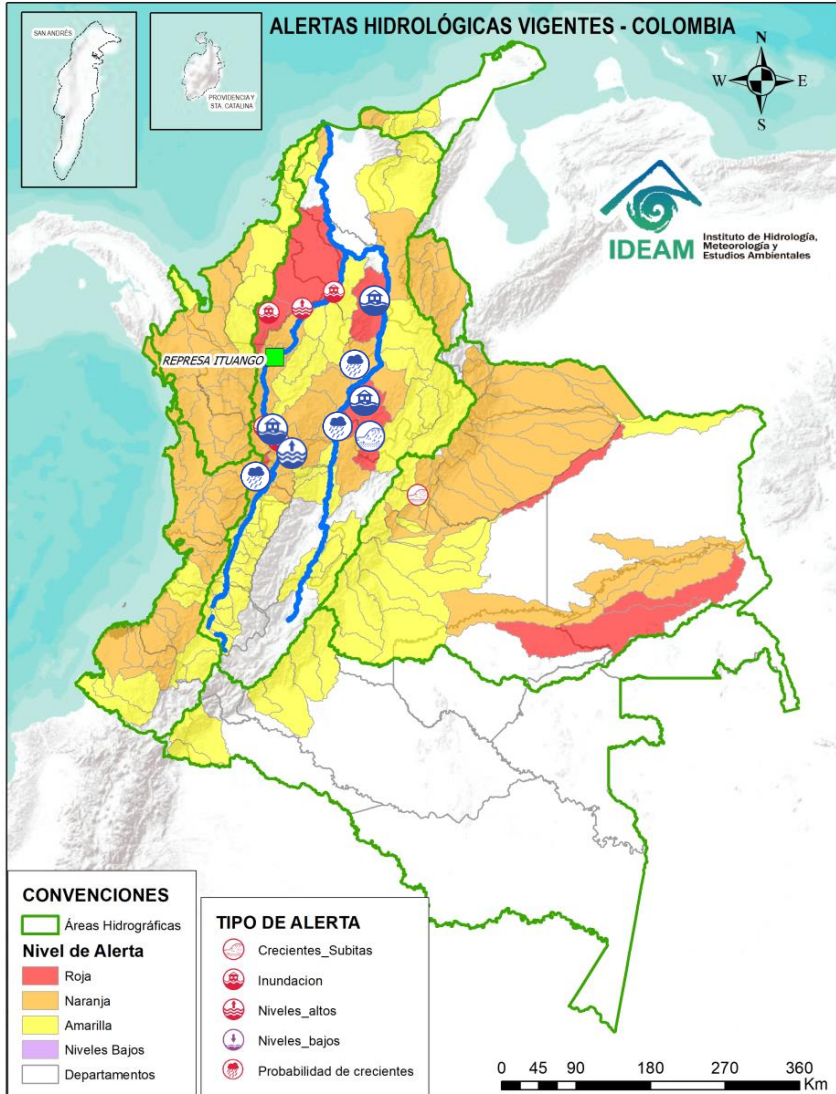 ALERTAS HIDROLÓGICAS VIGENTES - COLOMBIA
SAN ANDRÉS
PROVIDENCIA Y
STA. CATALINA
N
W
E
S
IDEAM
Instituto de Hidrología,
Meteorología y
Estudios Ambientales
REPRESA ITUANGO
CONVENCIONES
Áreas Hidrográficas
Nivel de Alerta
Roja
Naranja
Amarilla
Niveles Bajos
Departamentos
TIPO DE ALERTA
Crecientes_Subitas
Inundacion
Niveles_altos
Niveles_bajos
Probabilidad de crecientes
0 45 90 180 270 360
Km